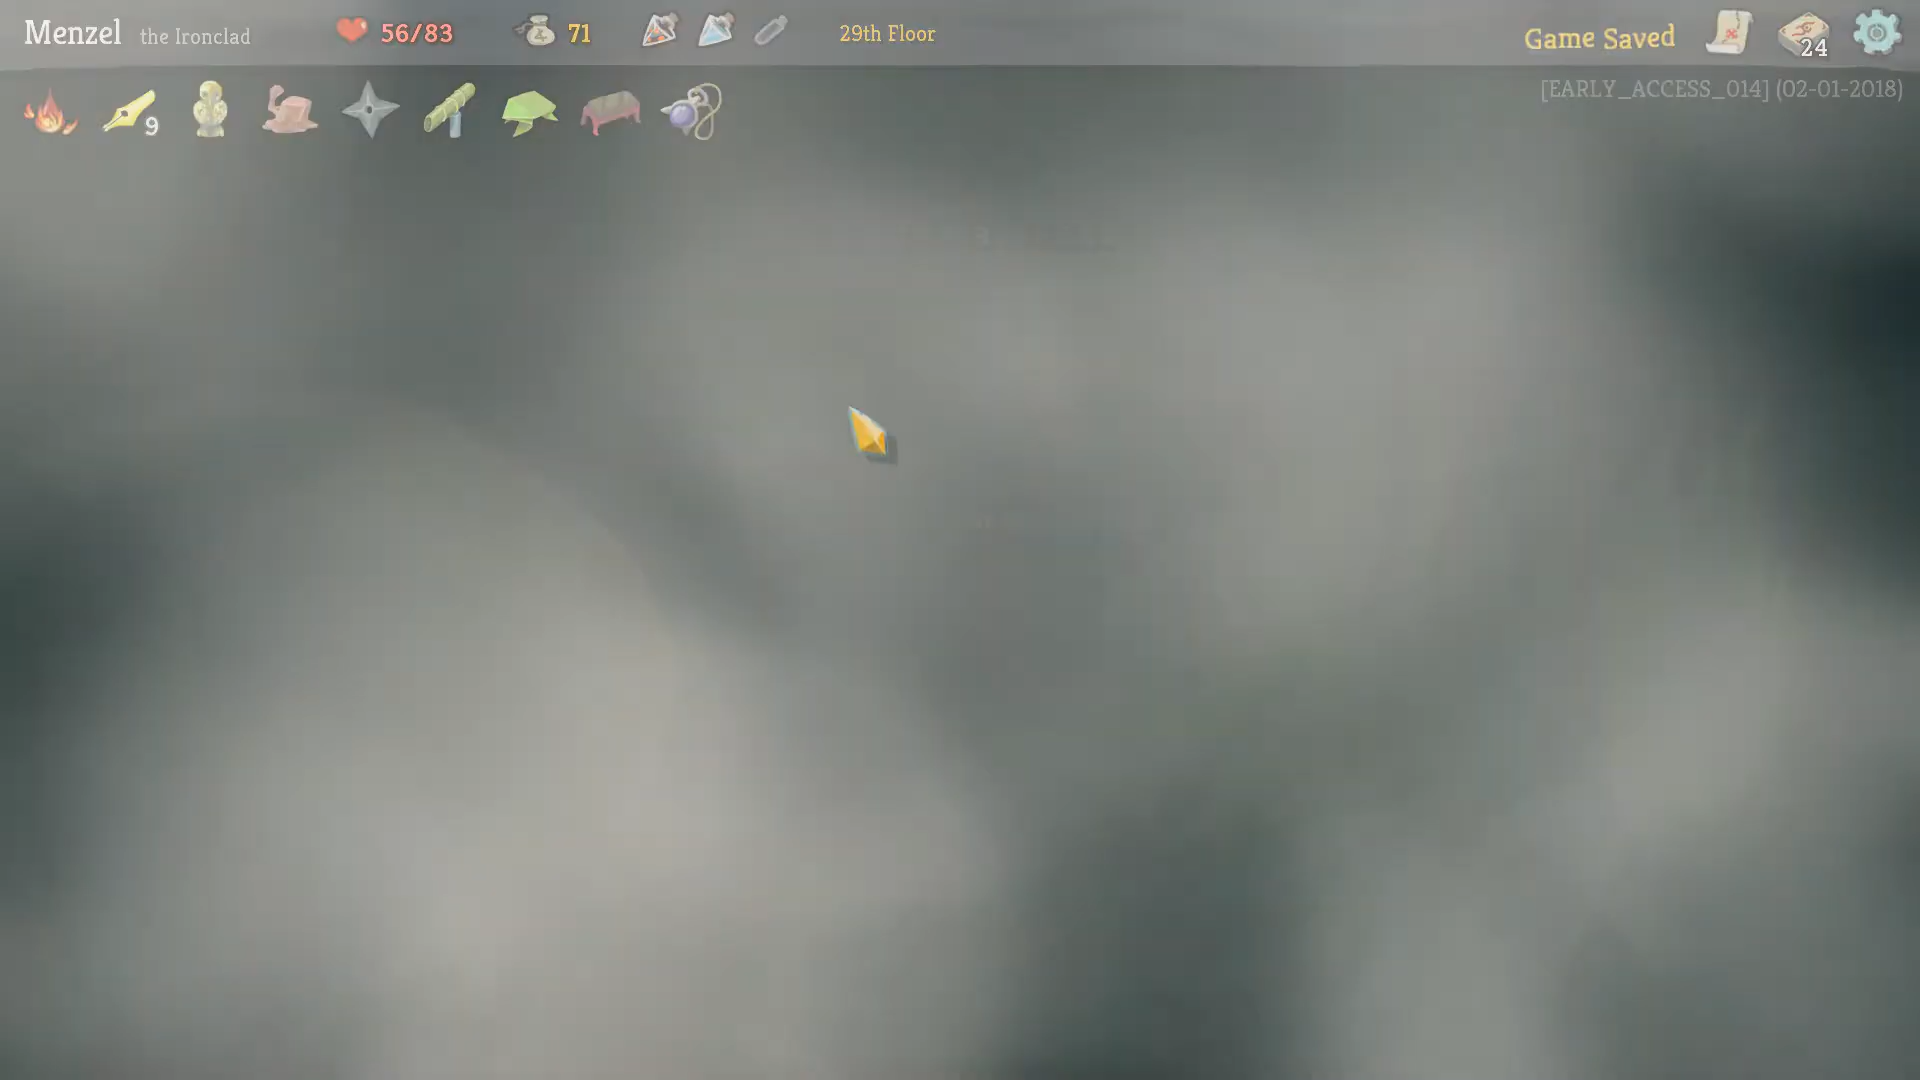 Menzel the Ironclad 56/83 71 29th Floor Game Saved 24
9 [EARLY_ACCESS_014] (02-01-2018)